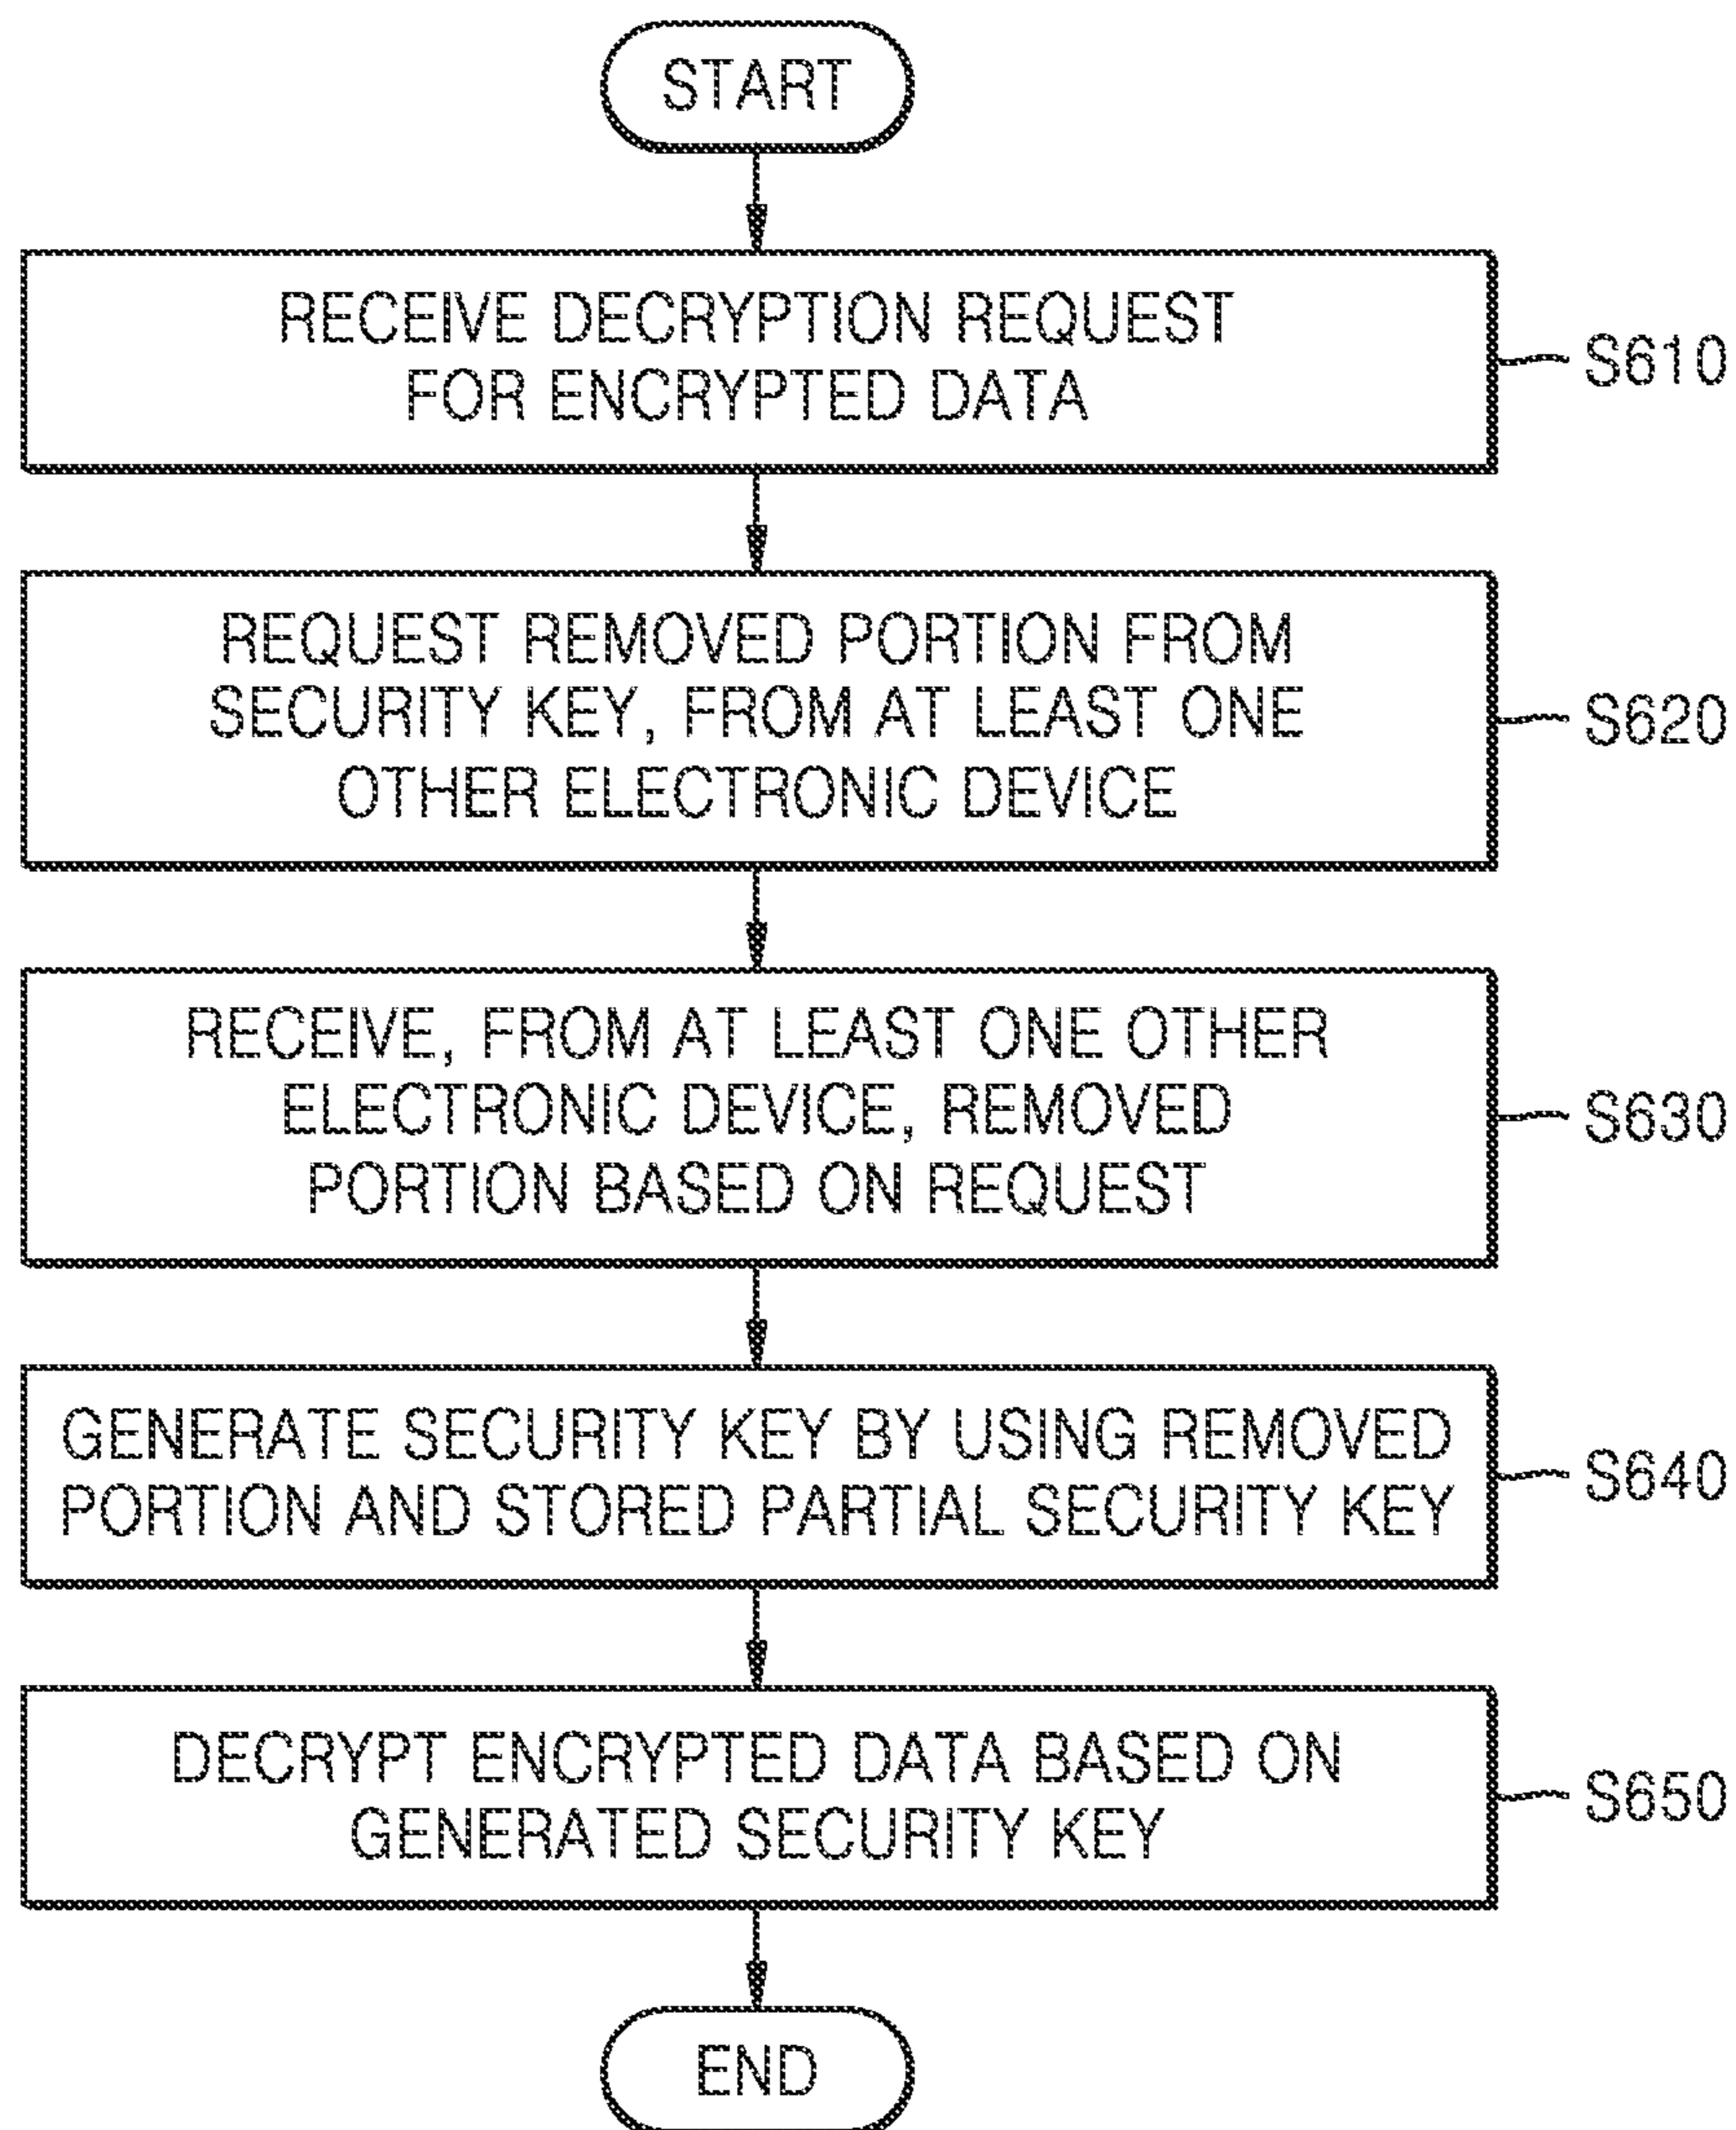 START
RECEIVE DECRYPTION REQUEST
FOR ENCRYPTED DATA
S610
REQUEST REMOVED PORTION FROM
SECURITY KEY, FROM AT LEAST ONE
OTHER ELECTRONIC DEVICE
S620
RECEIVE, FROM AT LEAST ONE OTHER
ELECTRONIC DEVICE, REMOVED
PORTION BASED ON REQUEST
S630
GENERATE SECURITY KEY BY USING REMOVED
PORTION AND STORED PARTIAL SECURITY KEY
S640
DECRYPT ENCRYPTED DATA BASED ON
GENERATED SECURITY KEY
S650
END